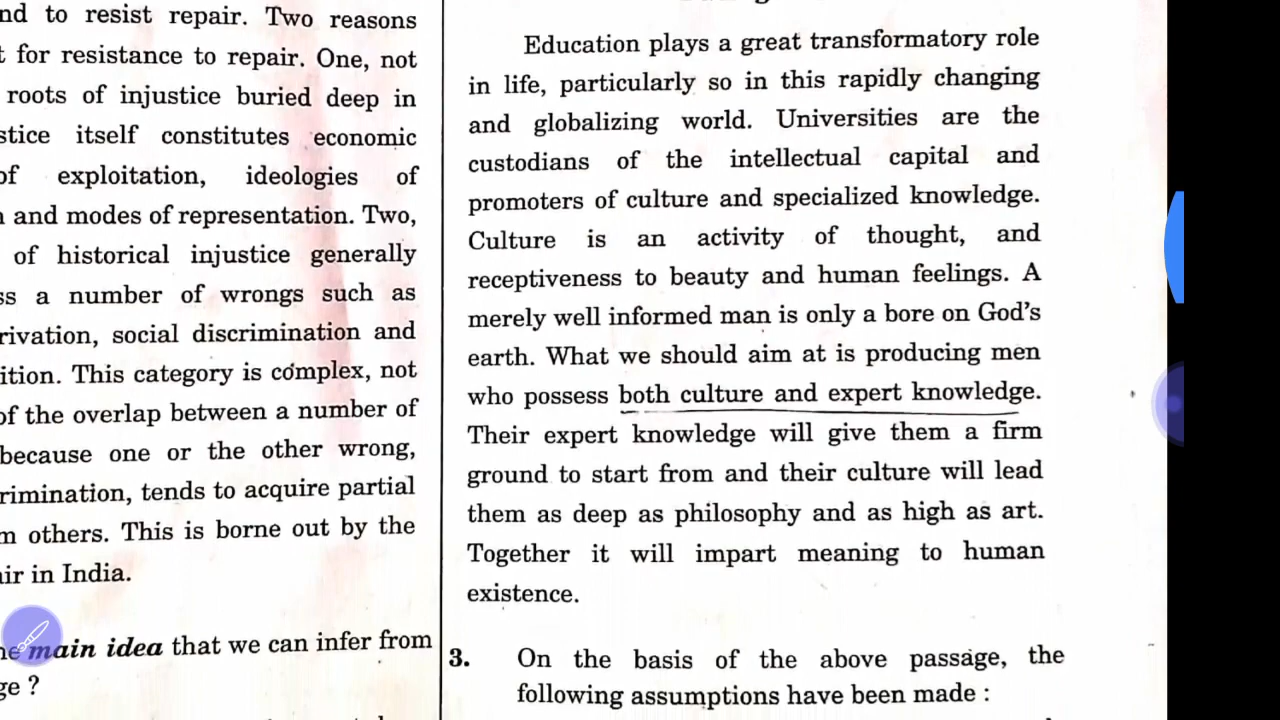 nd to resist repair. Two reasons
for resistance to repair. One, not
roots of injustice buried deep in
stice itself constitutes economic
of exploitation, ideologies of
and modes of representation. Two,
of historical injustice generally
ss a number of wrongs such as
rivation, social discrimination and
ition. This category is complex, not
of the overlap between a number of
because one or the other wrong,
rimination, tends to acquire partial
m others. This is borne out by the
air in India.
he main idea that we can infer from
ge ?
Education plays a great transformatory role
in life, particularly so in this rapidly changing
and globalizing world. Universities are the
custodians of the intellectual capital and
promoters of culture and specialized knowledge.
Culture is an activity of thought, and
receptiveness to beauty and human feelings. A
merely well informed man is only a bore on God's
earth. What we should aim at is producing men
who possess both culture and expert knowledge.
Their expert knowledge will give them a firm
ground to start from and their culture will lead
them as deep as philosophy and as high as art.
Together it will impart meaning to human
existence.
3. On the basis of the above passage, the
following assumptions have been made :